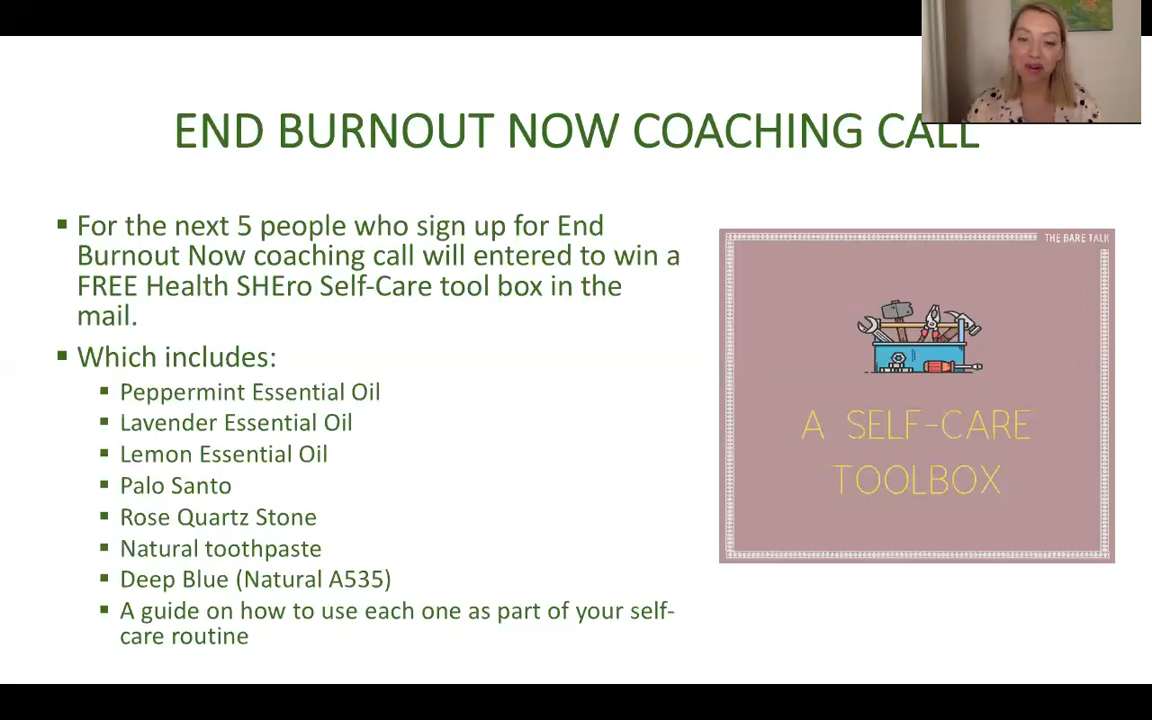 END BURNOUT NOW COACHING CALL
▪ For the next 5 people who sign up for End
Burnout Now coaching call will entered to win a
FREE Health SHEro Self-Care tool box in the
mail.
▪ Which includes:
▪ Peppermint Essential Oil
▪ Lavender Essential Oil
▪ Lemon Essential Oil
▪ Palo Santo
▪ Rose Quartz Stone
▪ Natural toothpaste
▪ Deep Blue (Natural A535)
▪ A guide on how to use each one as part of your self-
care routine
THE BARE TALK
A SELF-CARE
TOOLBOX